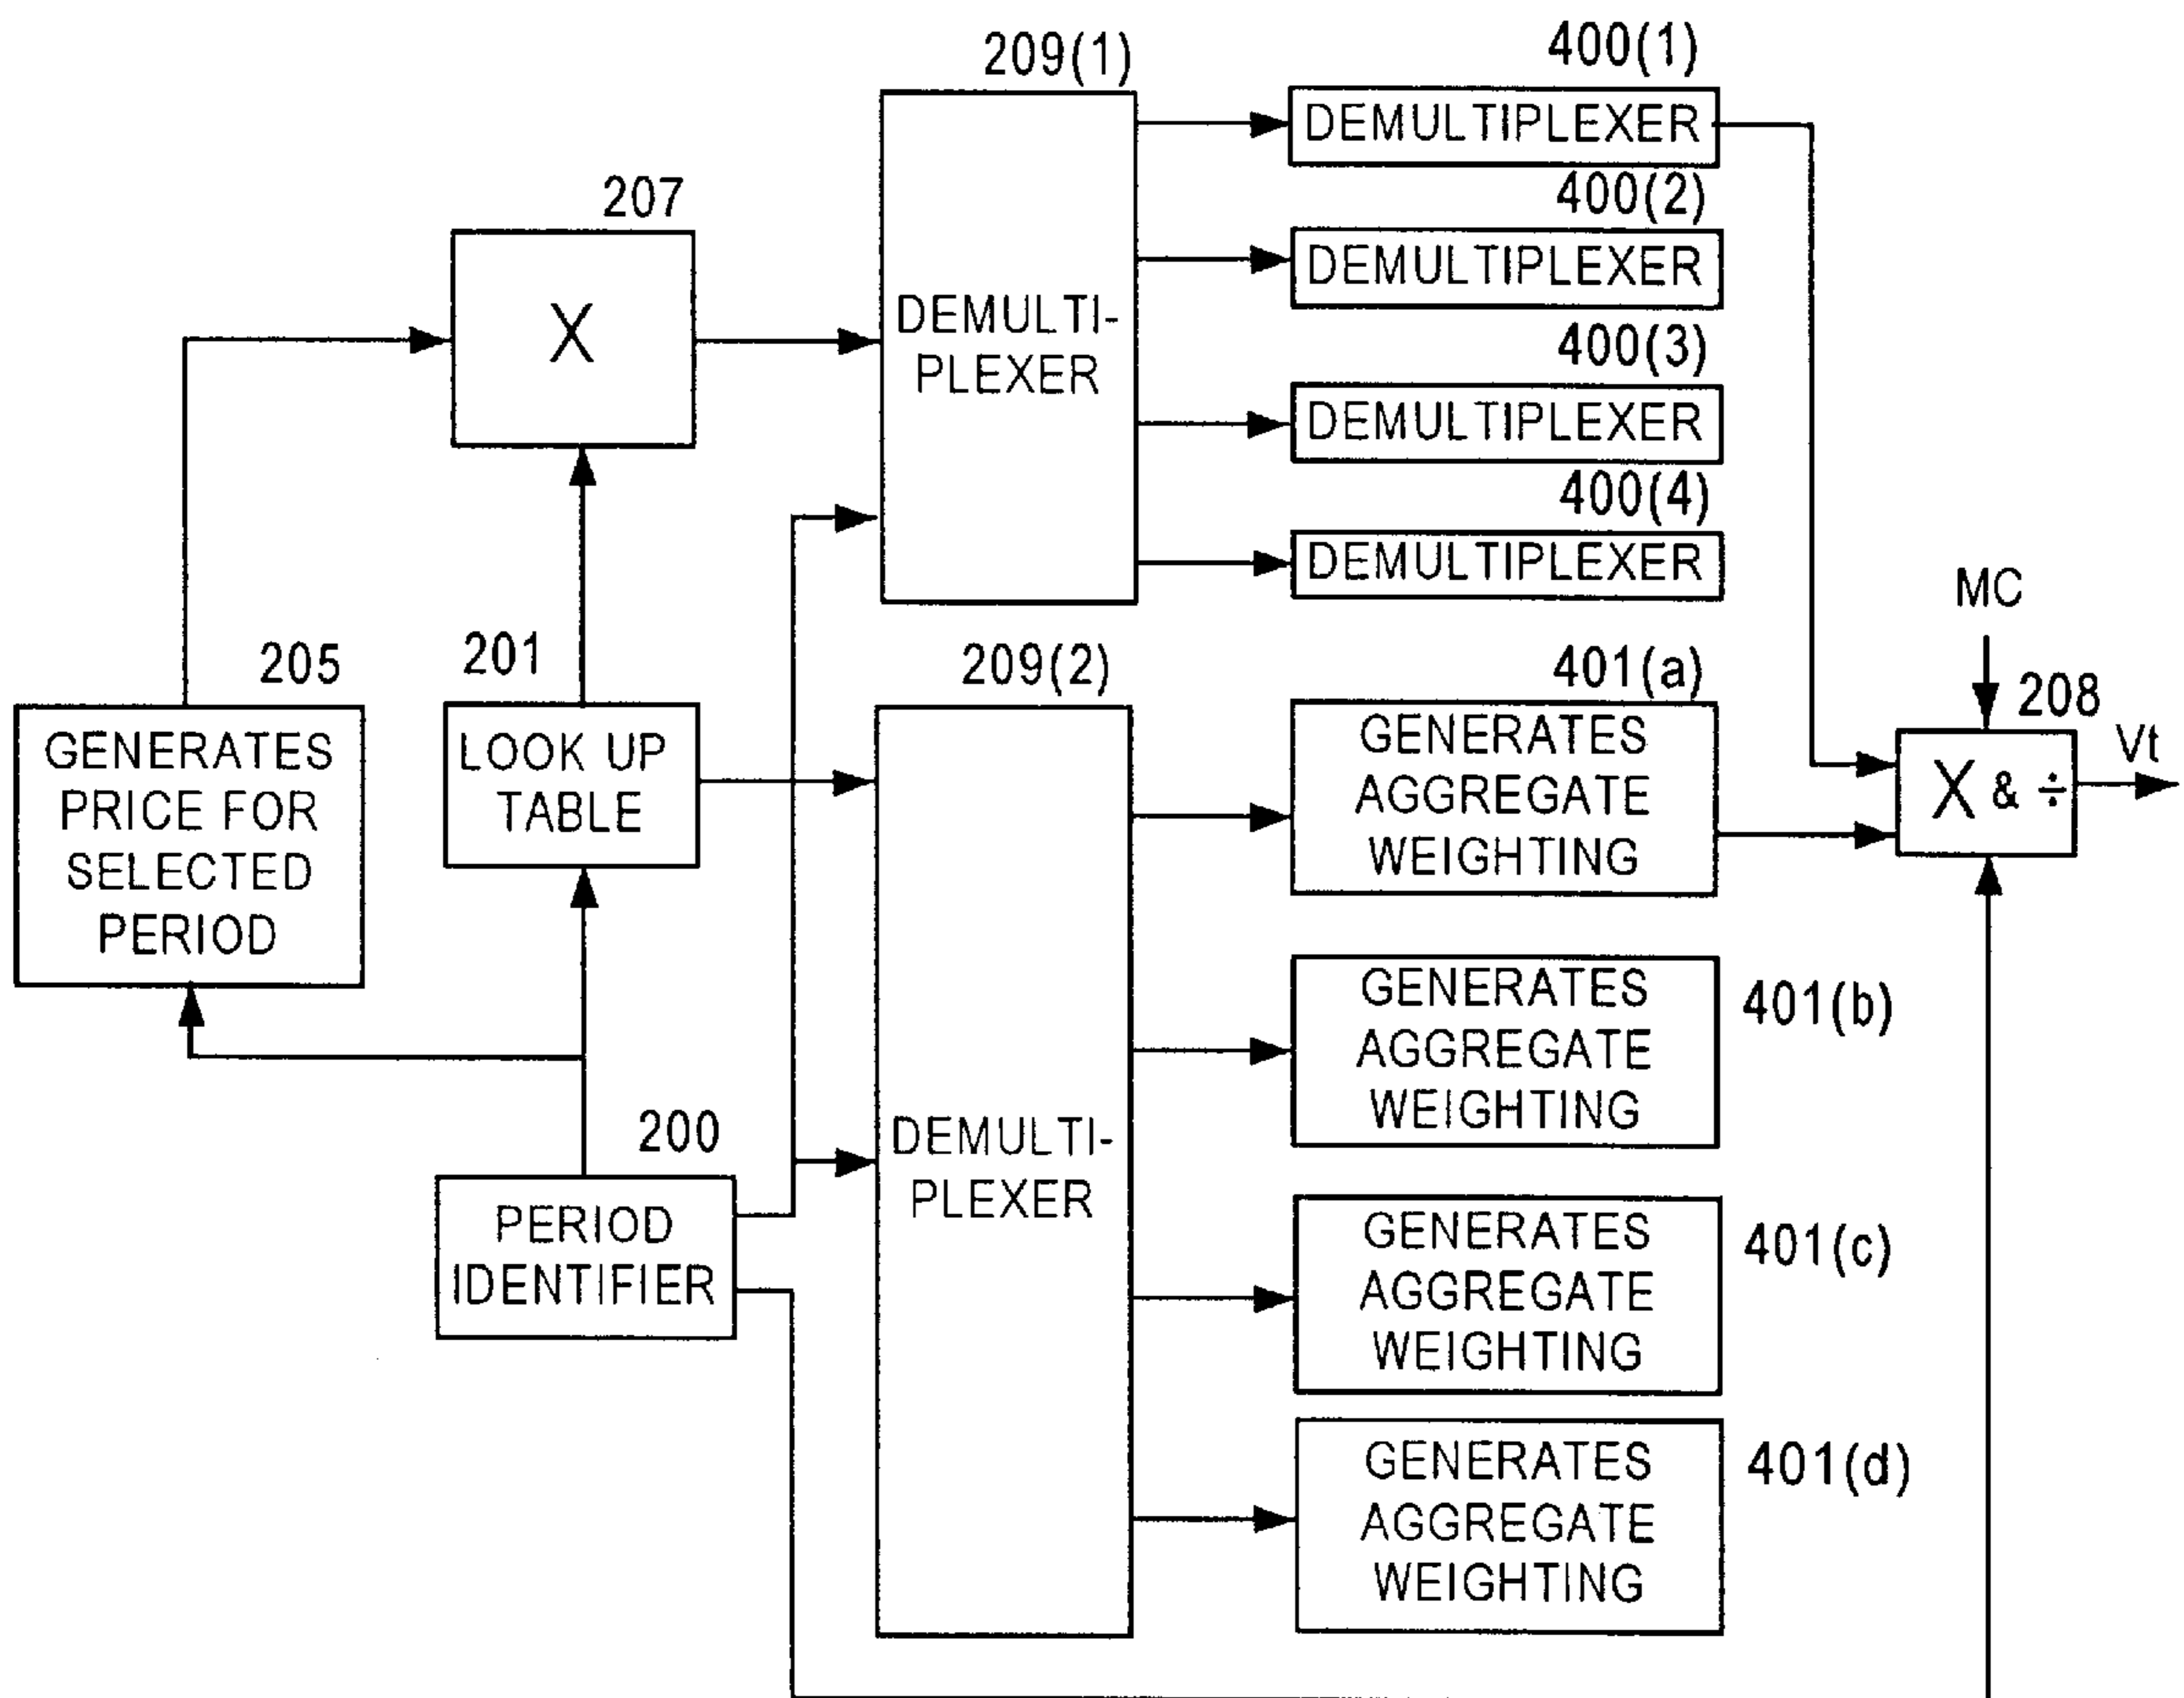 209(1)
400(1)
DEMULTIPLEXER
207
400(2)
DEMULTIPLEXER
X
DEMULTI-
PLEXER
400(3)
DEMULTIPLEXER
400(4)
DEMULTIPLEXER
MC
205
201
209(2)
401(a)
208
GENERATES
PRICE FOR
SELECTED
PERIOD
LOOK UP
TABLE
GENERATES
AGGREGATE
WEIGHTING
X & ÷
Vt
GENERATES
AGGREGATE
WEIGHTING
401(b)
200
DEMULTI-
PLEXER
PERIOD
IDENTIFIER
GENERATES
AGGREGATE
WEIGHTING
401(c)
GENERATES
AGGREGATE
WEIGHTING
401(d)